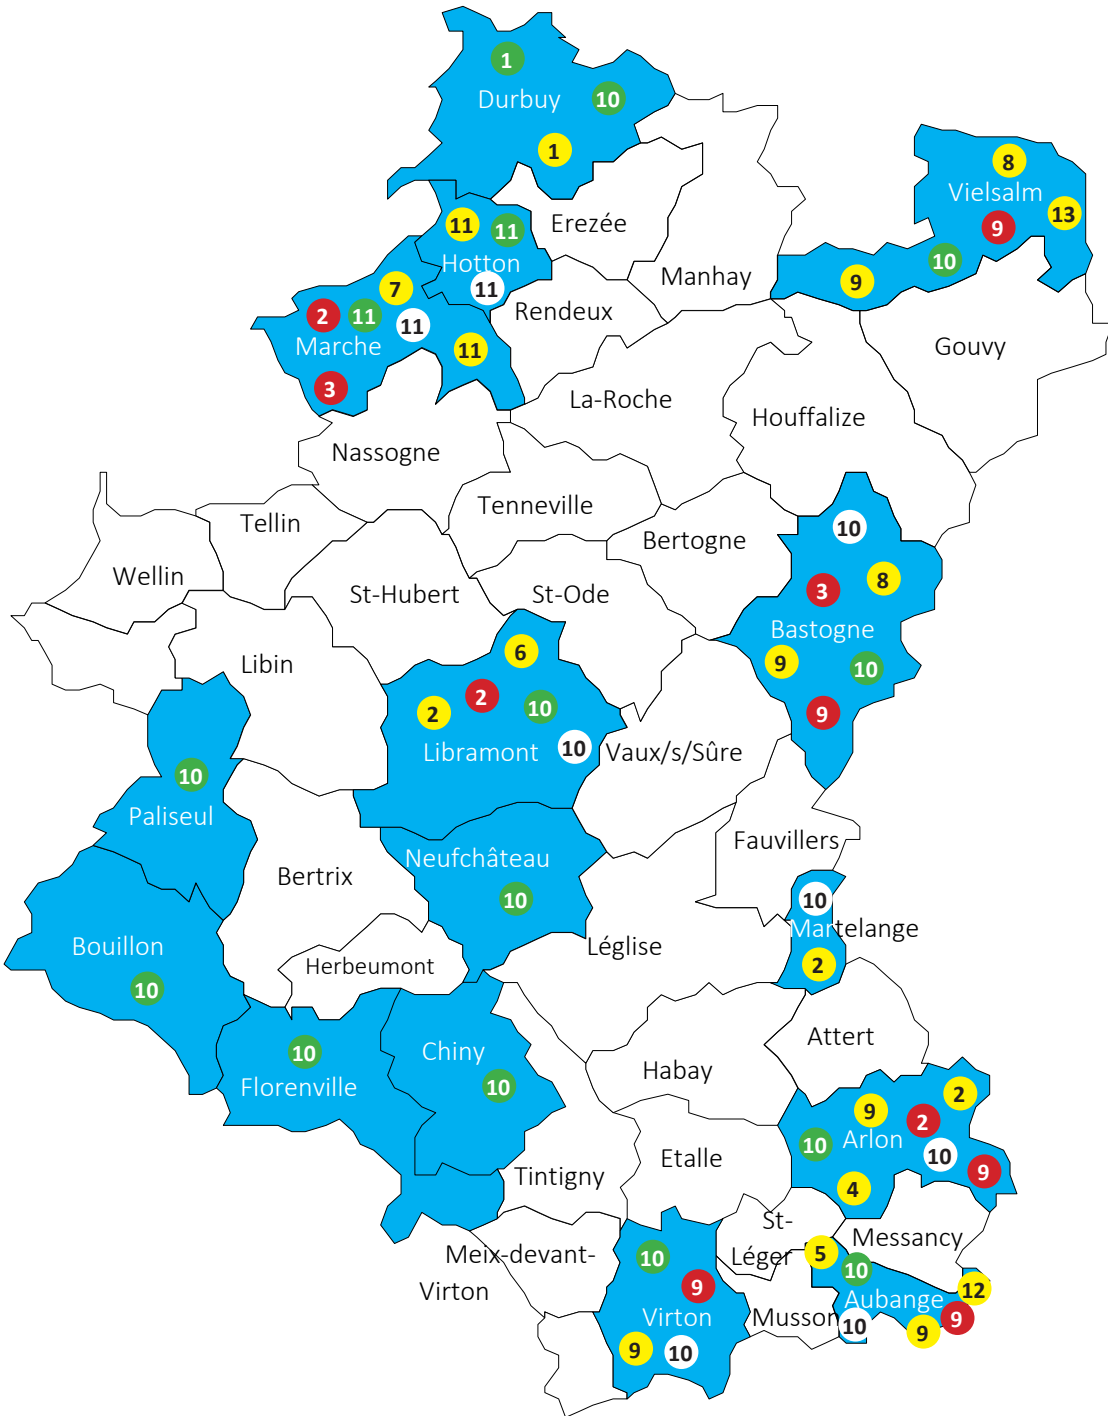 1
Durbuy
10
1
8
Vielsalm
13
9
10
9
Erezée
Manhay
11
11
Hotton
11
7
2
11
11
Marche
11
3
Rendeux
Gouvy
La-Roche
Houffalize
Nassogne
Tenneville
Tellin
Bertogne
Wellin
St-Hubert
St-Ode
10
8
3
Bastogne
9
10
9
Libin
6
2
2
10
Libramont
10
Vaux/s/Sûre
10
Paliseul
Fauvillers
Bertrix
Neufchâteau
10
10
Martelange
2
Bouillon
10
Herbeumont
Léglise
Attert
10
Florenville
Chiny
10
Habay
2
9
2
10
Arlon
10
9
4
Etalle
Tintigny
St-
Léger
Messancy
Meix-devant-
Virton
10
9
Virton
9
10
5
10
12
Aubange
9
9
10
Musson